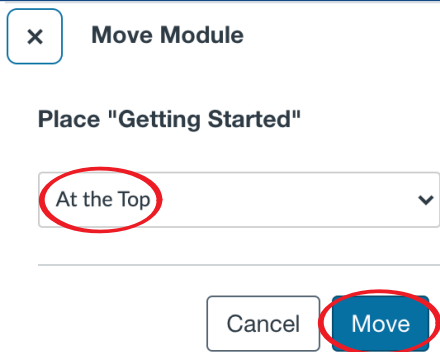 × Move Module
Place "Getting Started"
At the Top
Cancel Move